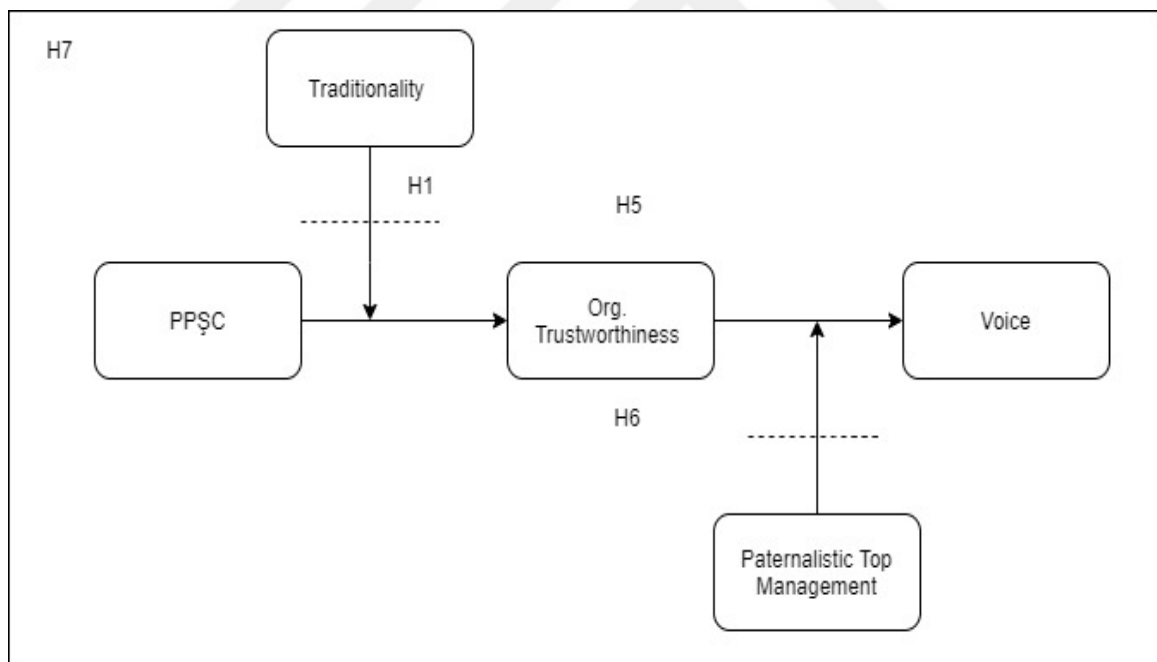 H7
Traditionality
H1
H5
PPŞC
Org.
Trustworthiness
Voice
H6
Paternalistic Top
Management